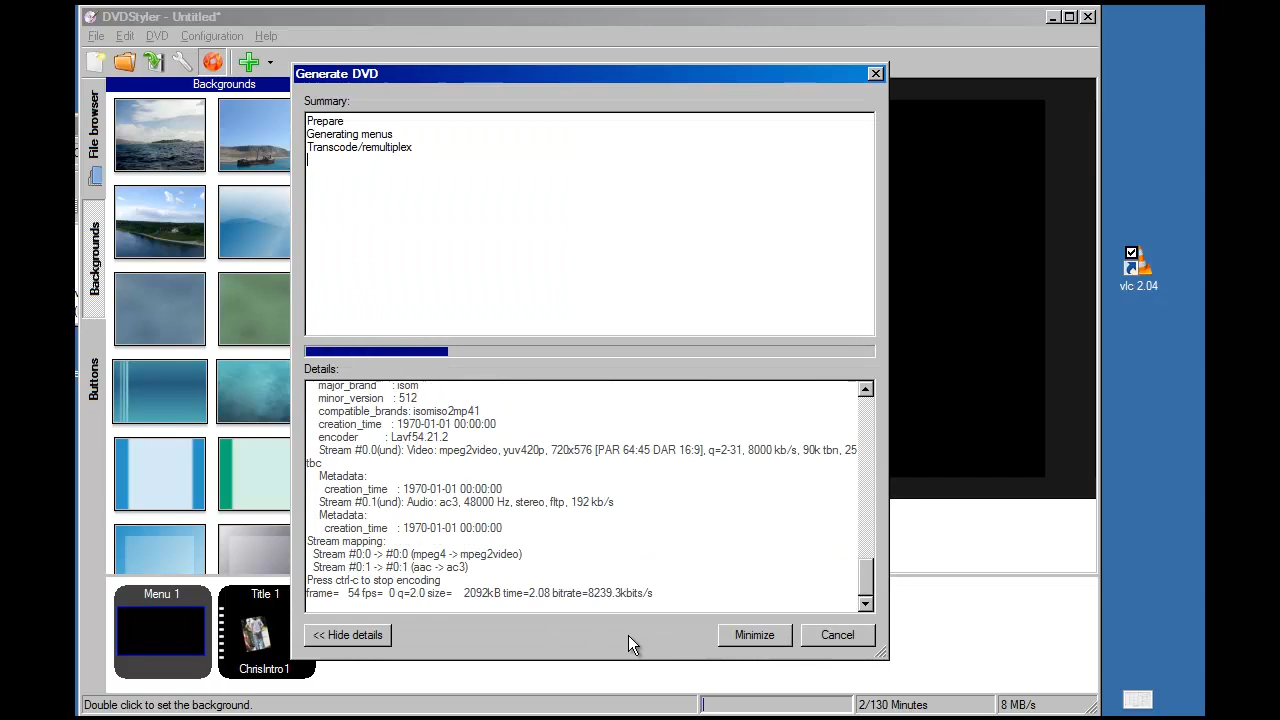 DVDStyler - Untitled*
File Edit DVD Configuration Help
Backgrounds
File browser
Backgrounds
Buttons
Generate DVD
Summary:
Prepare
Generating menus
Transcode/remultiplex
Details:
major_brand : isom
minor_version : 512
compatible_brands: isomiso2mp41
creation_time : 1970-01-01 00:00:00
encoder : Lavf54.21.2
Stream #0.0(und): Video: mpeg2video, yuv420p, 720x576 [PAR 64:45 DAR 16:9], q=2-31, 8000 kb/s, 90k tbn, 25
tbc
Metadata:
creation_time : 1970-01-01 00:00:00
Stream #0.1(und): Audio: ac3, 48000 Hz, stereo, fltp, 192 kb/s
Metadata:
creation_time : 1970-01-01 00:00:00
Stream mapping:
Stream #0:0 -> #0:0 (mpeg4 -> mpeg2video)
Stream #0:1 -> #0:1 (aac -> ac3)
Press ctrl-c to stop encoding
frame= 54 fps= 0 q=2.0 size= 2092kB time=2.08 bitrate=8239.3kbits/s
<< Hide details
Minimize
Cancel
vlc 2.04
Menu 1
Title 1
ChrisIntro1
Double click to set the background.
2/130 Minutes
8 MB/s